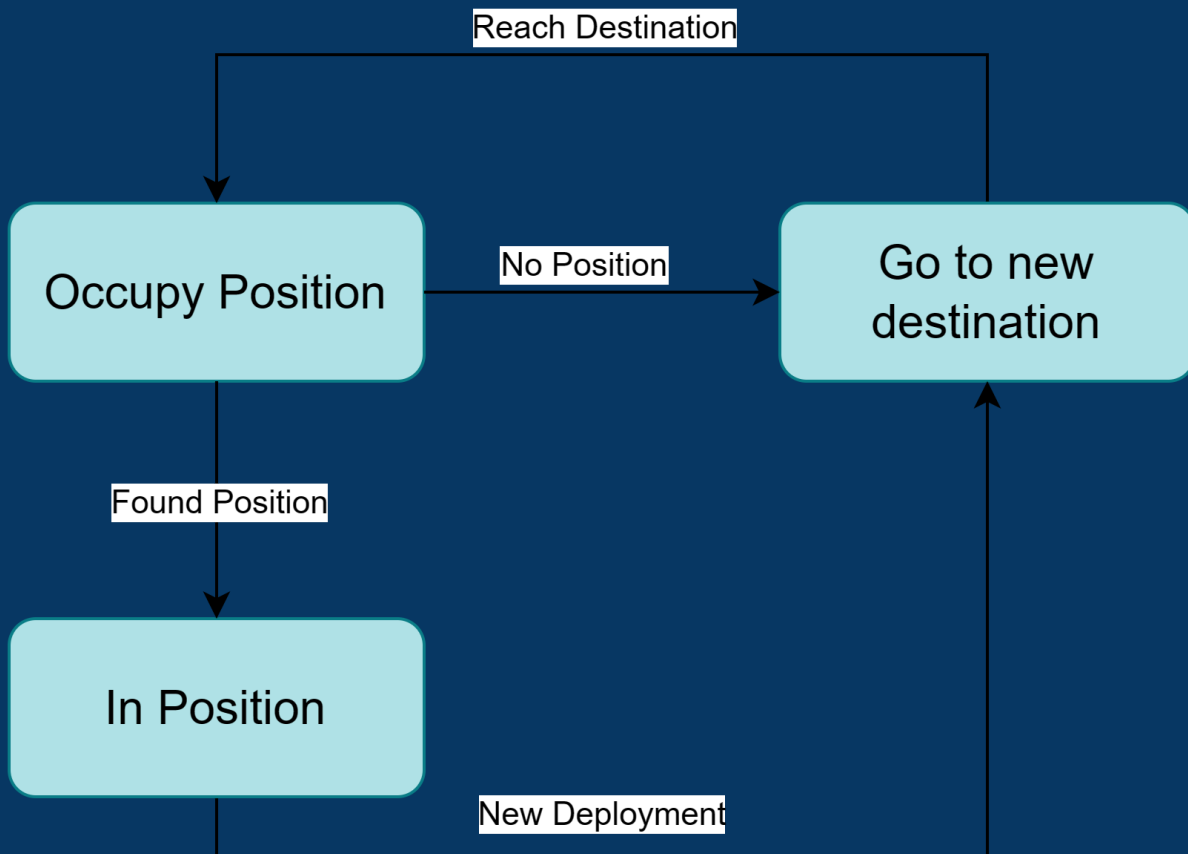 Reach Destination
Occupy Position
No Position
Go to new
destination
Found Position
In Position
New Deployment